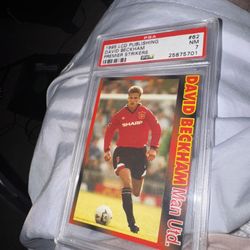 PSA
1995 LCD PUBLISHING #62
DAVID BECKHAM NM
PREMIER STRIKERS 7
25875701
SHARP
DAVID BECKHAM Man Utd.